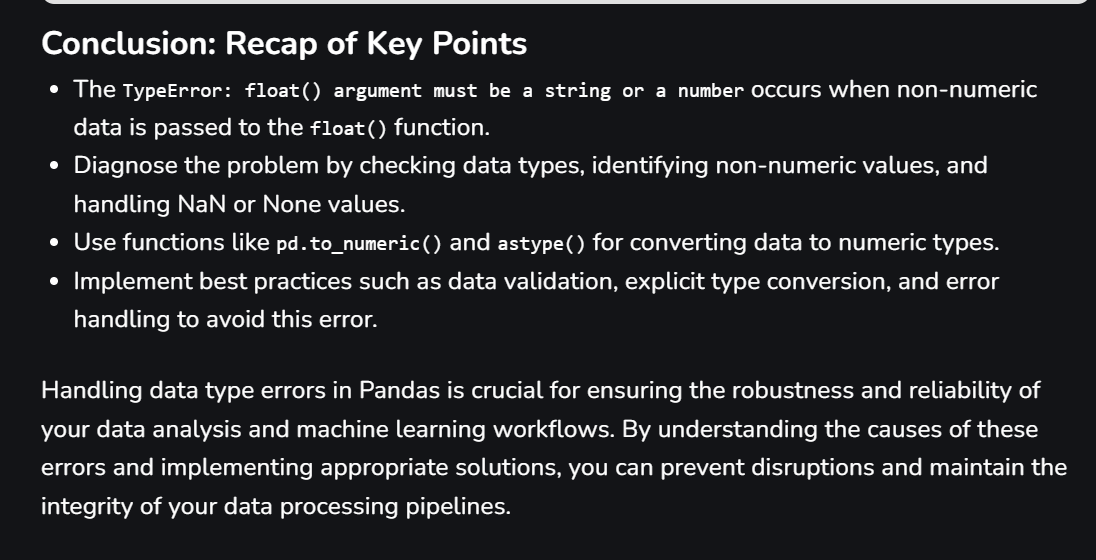 Conclusion: Recap of Key Points
• The TypeError: float() argument must be a string or a number occurs when non-numeric
data is passed to the float() function.
• Diagnose the problem by checking data types, identifying non-numeric values, and
handling NaN or None values.
• Use functions like pd.to_numeric() and astype() for converting data to numeric types.
• Implement best practices such as data validation, explicit type conversion, and error
handling to avoid this error.
Handling data type errors in Pandas is crucial for ensuring the robustness and reliability of
your data analysis and machine learning workflows. By understanding the causes of these
errors and implementing appropriate solutions, you can prevent disruptions and maintain the
integrity of your data processing pipelines.